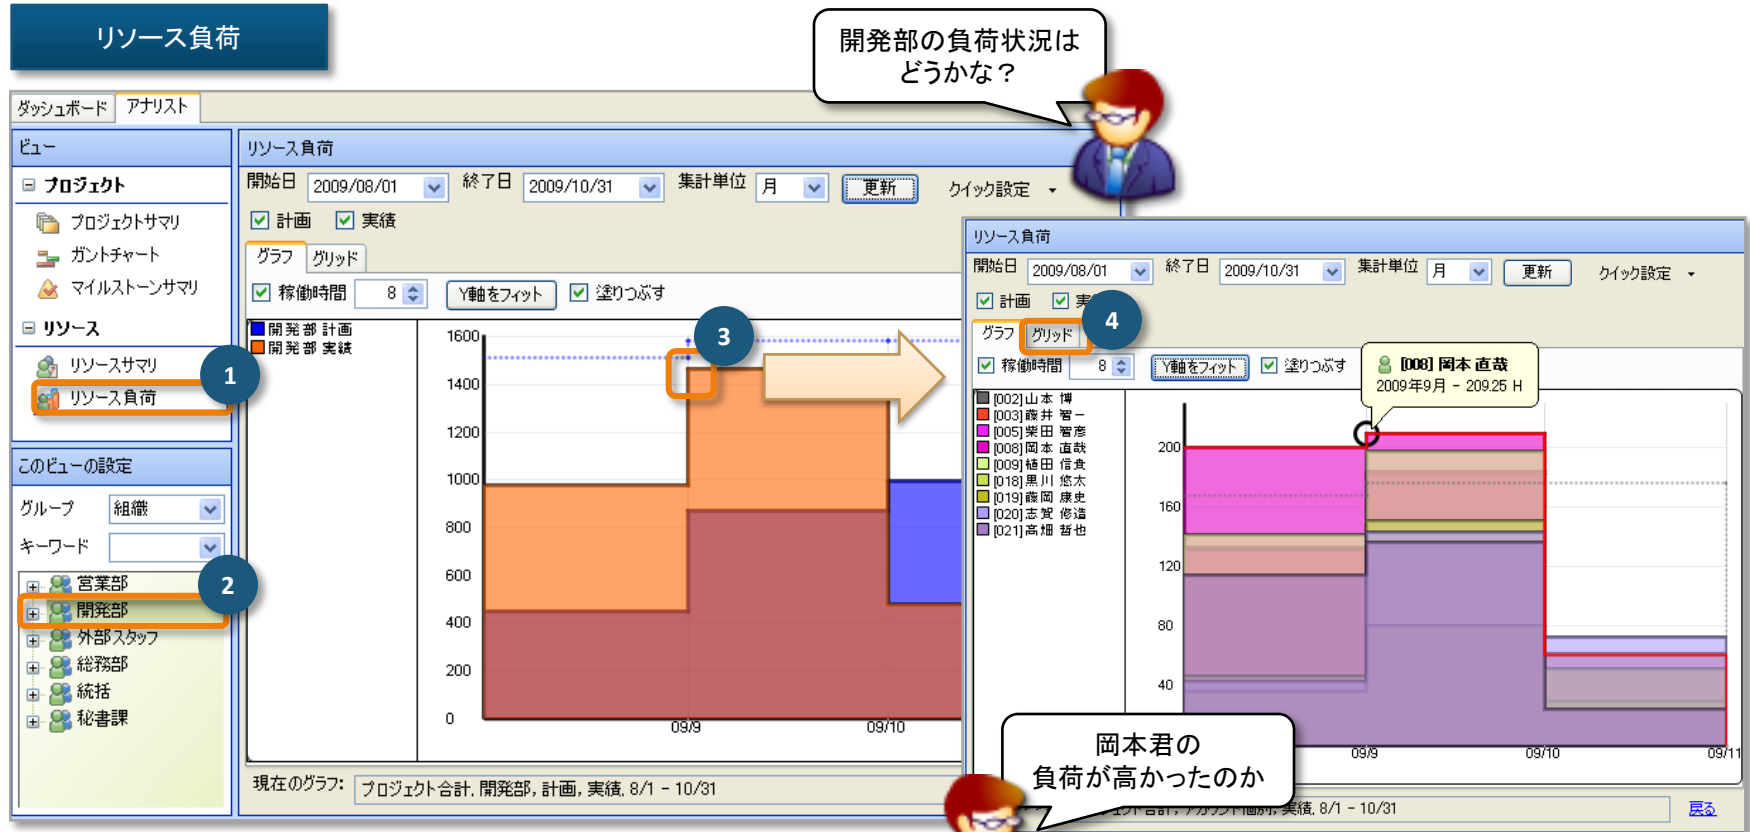 リソース負荷
開発部の負荷状況は
どうかな？
ダッシュボード
アナリスト
ビュー
プロジェクト
プロジェクトサマリ
ガントチャート
マイルストーンサマリ
リソース
リソースサマリ
リソース負荷
1
このビューの設定
グループ 組織
キーワード
営業部
2
開発部
外部スタッフ
総務部
統括
秘書課
リソース負荷
開始日 2009/08/01 終了日 2009/10/31 集計単位 月 更新 クイック設定
計画 実績
グラフ グリッド
稼働時間 8 Y軸をフィット 塗りつぶす
開発部 計画
開発部 実績
3
1600
1400
1200
1000
800
600
400
200
0
09/9 09/10
現在のグラフ: プロジェクト合計, 開発部, 計画, 実績, 8/1 - 10/31
リソース負荷
開始日 2009/08/01 終了日 2009/10/31 集計単位 月 更新 クイック設定
計画
4
グラフ グリッド
稼働時間 8 Y軸をフィット 塗りつぶす
[008] 岡本 直哉
2009年9月 - 209.25 H
[002]山本 博
[003]藤井 智一
[005]柴田 智彦
[008]岡本 直哉
[009]植田 信良
[018]黒川 悠太
[019]藤岡 康史
[020]志賀 修造
[021]高畑 哲也
200
160
120
80
40
09/9 09/10 09/11
岡本君の
負荷が高かったのか
実績, 8/1 - 10/31
戻る